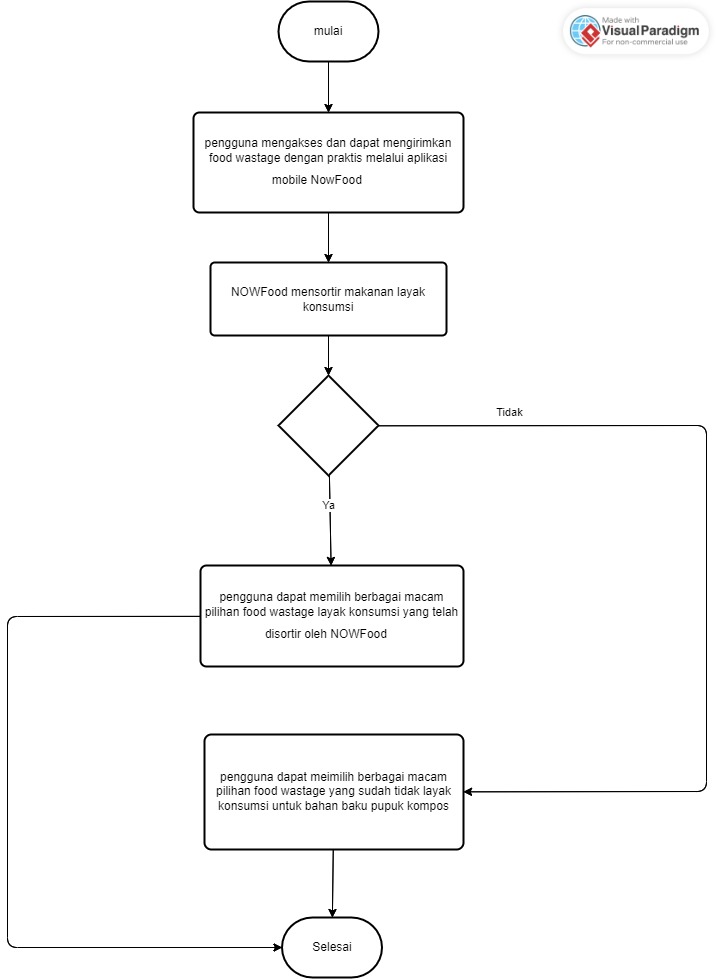 mulai
Made with
VisualParadigm
For non-commercial use
pengguna mengakses dan dapat mengirimkan
food wastage dengan praktis melalui aplikasi
mobile NowFood
NOWFood mensortir makanan layak
konsumsi
Tidak
Ya
pengguna dapat memilih berbagai macam
pilihan food wastage layak konsumsi yang telah
disortir oleh NOWFood
pengguna dapat meimilih berbagai macam
pilihan food wastage yang sudah tidak layak
konsumsi untuk bahan baku pupuk kompos
Selesai